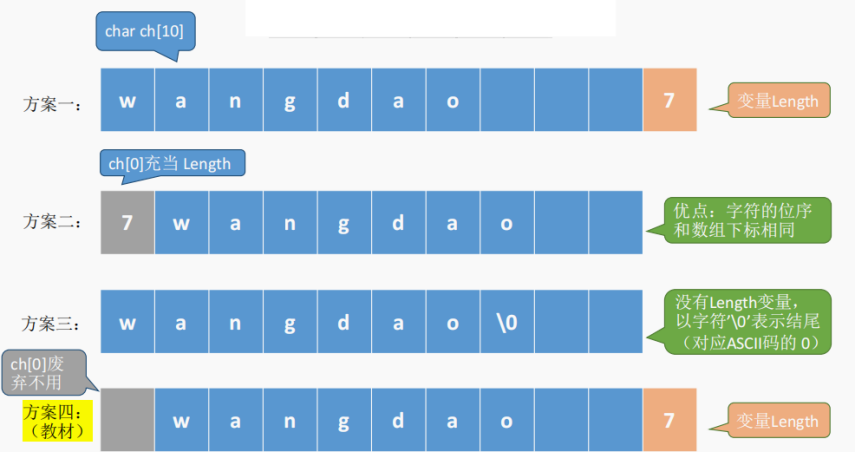 char ch[10]
方案一: w a n g d a o 7 变量Length
ch[0]充当 Length
方案二: 7 w a n g d a o
优点：字符的位序
和数组下标相同
方案三: w a n g d a o \0
没有Length变量，
以字符'\0'表示结尾
（对应ASCII码的 0）
ch[0]废
弃不用
方案四:
（教材）
w a n g d a o 7 变量Length